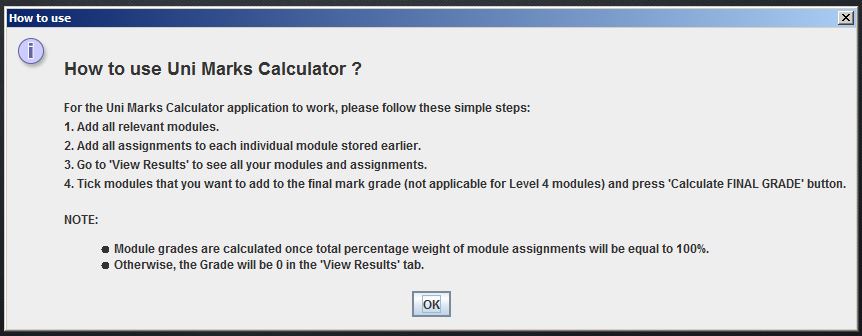 How to use
How to use Uni Marks Calculator ?
For the Uni Marks Calculator application to work, please follow these simple steps:
1. Add all relevant modules.
2. Add all assignments to each individual module stored earlier.
3. Go to 'View Results' to see all your modules and assignments.
4. Tick modules that you want to add to the final mark grade (not applicable for Level 4 modules) and press 'Calculate FINAL GRADE' button.
NOTE:
● Module grades are calculated once total percentage weight of module assignments will be equal to 100%.
● Otherwise, the Grade will be 0 in the 'View Results' tab.
OK